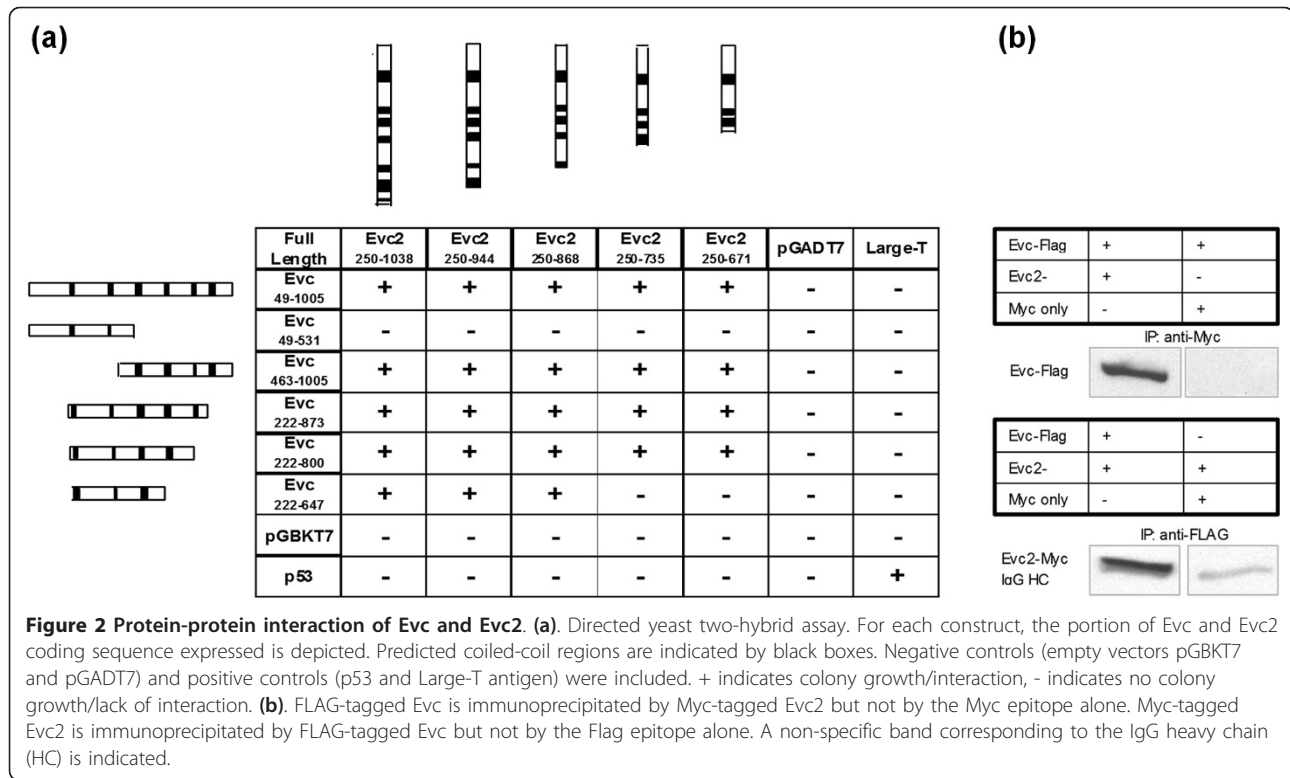 (a)
(b)
Full Length Evc2 250-1038 Evc2 250-944 Evc2 250-868 Evc2 250-735 Evc2 250-671 pGADT7 Large-T
Evc 49-1005 + + + + + - -
Evc 49-531 - - - - - - -
Evc 463-1005 + + + + + - -
Evc 222-873 + + + + + - -
Evc 222-800 + + + + + - -
Evc 222-647 + + + - - - -
pGBKT7 - - - - - - -
p53 - - - - - - +
Evc-Flag + +
Evc2- + -
Myc only - +
IP: anti-Myc
Evc-Flag
Evc-Flag + -
Evc2- + +
Myc only - +
IP: anti-FLAG
Evc2-Myc
IgG HC
Figure 2 Protein-protein interaction of Evc and Evc2. (a). Directed yeast two-hybrid assay. For each construct, the portion of Evc and Evc2
coding sequence expressed is depicted. Predicted coiled-coil regions are indicated by black boxes. Negative controls (empty vectors pGBKT7
and pGADT7) and positive controls (p53 and Large-T antigen) were included. + indicates colony growth/interaction, - indicates no colony
growth/lack of interaction. (b). FLAG-tagged Evc is immunoprecipitated by Myc-tagged Evc2 but not by the Myc epitope alone. Myc-tagged
Evc2 is immunoprecipitated by FLAG-tagged Evc but not by the Flag epitope alone. A non-specific band corresponding to the IgG heavy chain
(HC) is indicated.